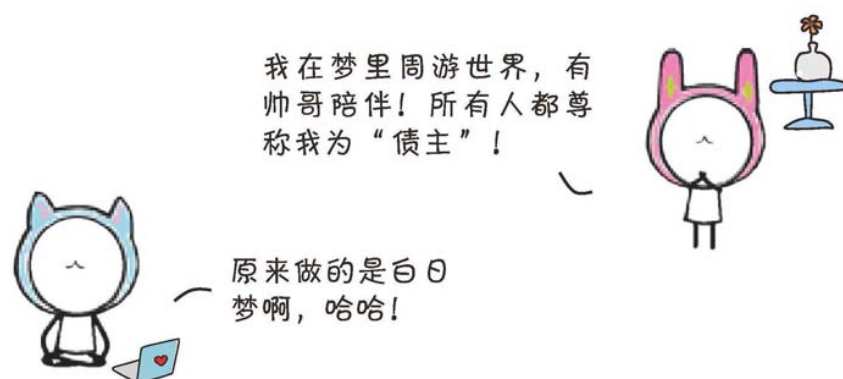 我在梦里周游世界，有
帅哥陪伴！所有人都尊
称我为“债主”！
原来做的是白日
梦啊，哈哈！